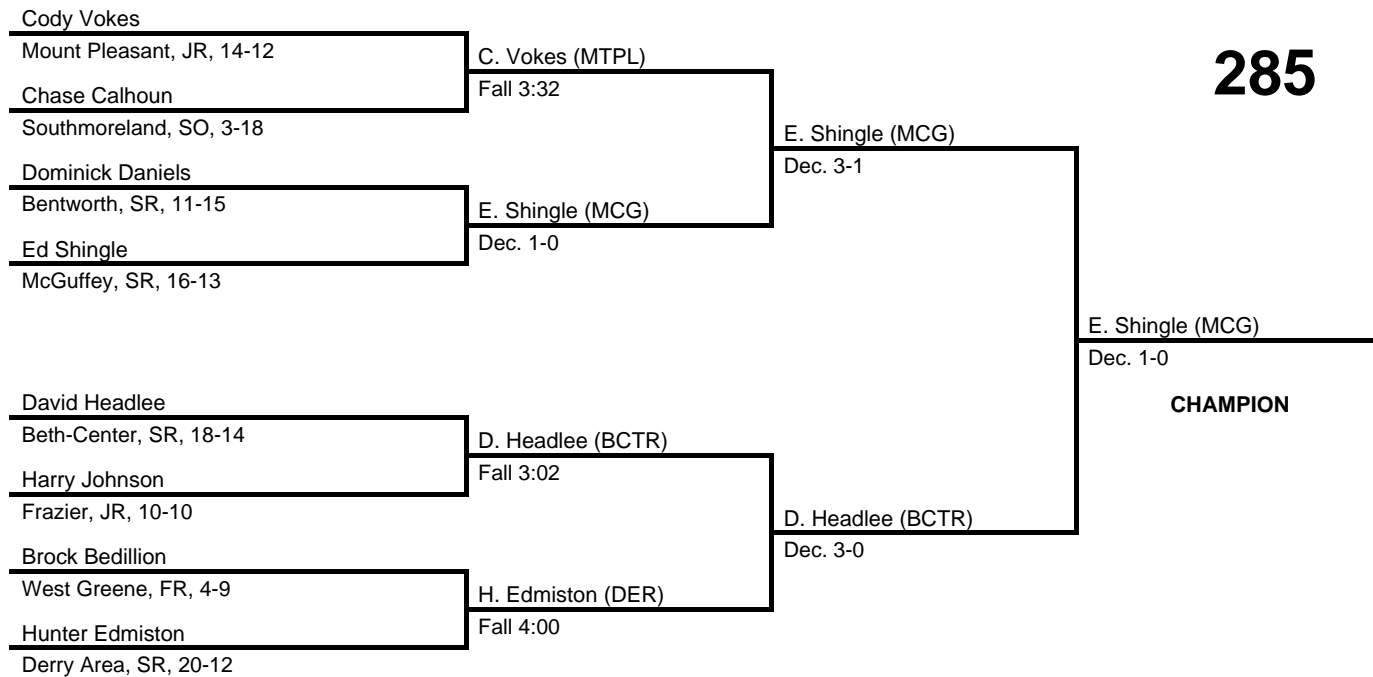 Cody Vokes
Mount Pleasant, JR, 14-12
C. Vokes (MTPL)
Fall 3:32
285
Chase Calhoun
Southmoreland, SO, 3-18
E. Shingle (MCG)
Dec. 3-1
Dominick Daniels
Bentworth, SR, 11-15
E. Shingle (MCG)
Dec. 1-0
Ed Shingle
McGuffey, SR, 16-13
E. Shingle (MCG)
Dec. 1-0
CHAMPION
David Headlee
Beth-Center, SR, 18-14
D. Headlee (BCTR)
Fall 3:02
Harry Johnson
Frazier, JR, 10-10
D. Headlee (BCTR)
Dec. 3-0
Brock Bedillion
West Greene, FR, 4-9
H. Edmiston (DER)
Fall 4:00
Hunter Edmiston
Derry Area, SR, 20-12